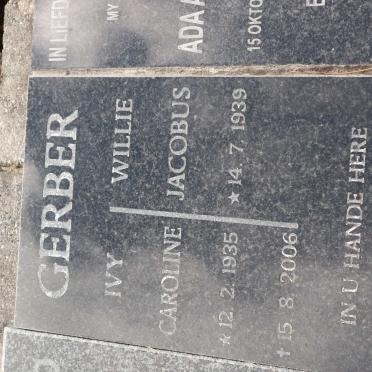 IN LIEFD
MY
ADA
15 OKTO
GERBER
IVY
CAROLINE
★ 12. 2. 1935
✝ 15. 8. 2006
WILLIE
JACOBUS
★ 14. 7. 1939
IN U HANDE HERE